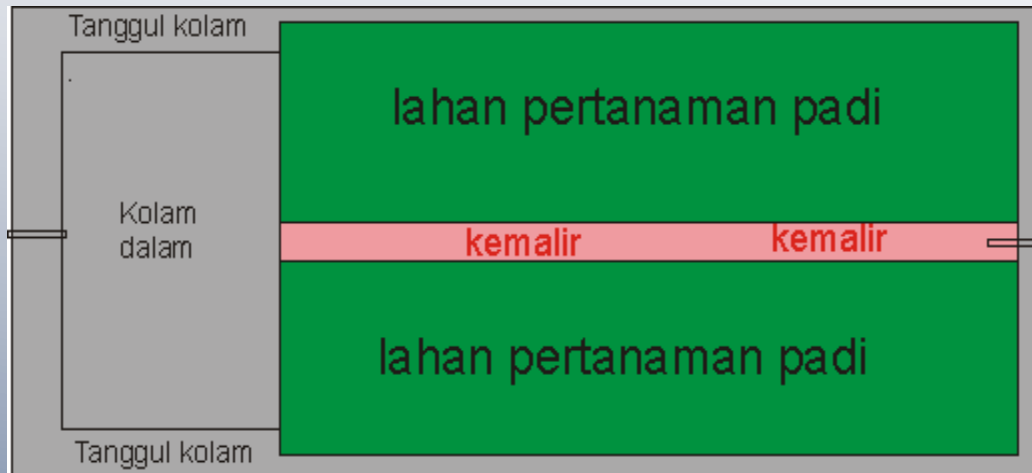 Tanggul kolam
lahan pertanaman padi
Kolam
dalam
kemalir
kemalir
lahan pertanaman padi
Tanggul kolam